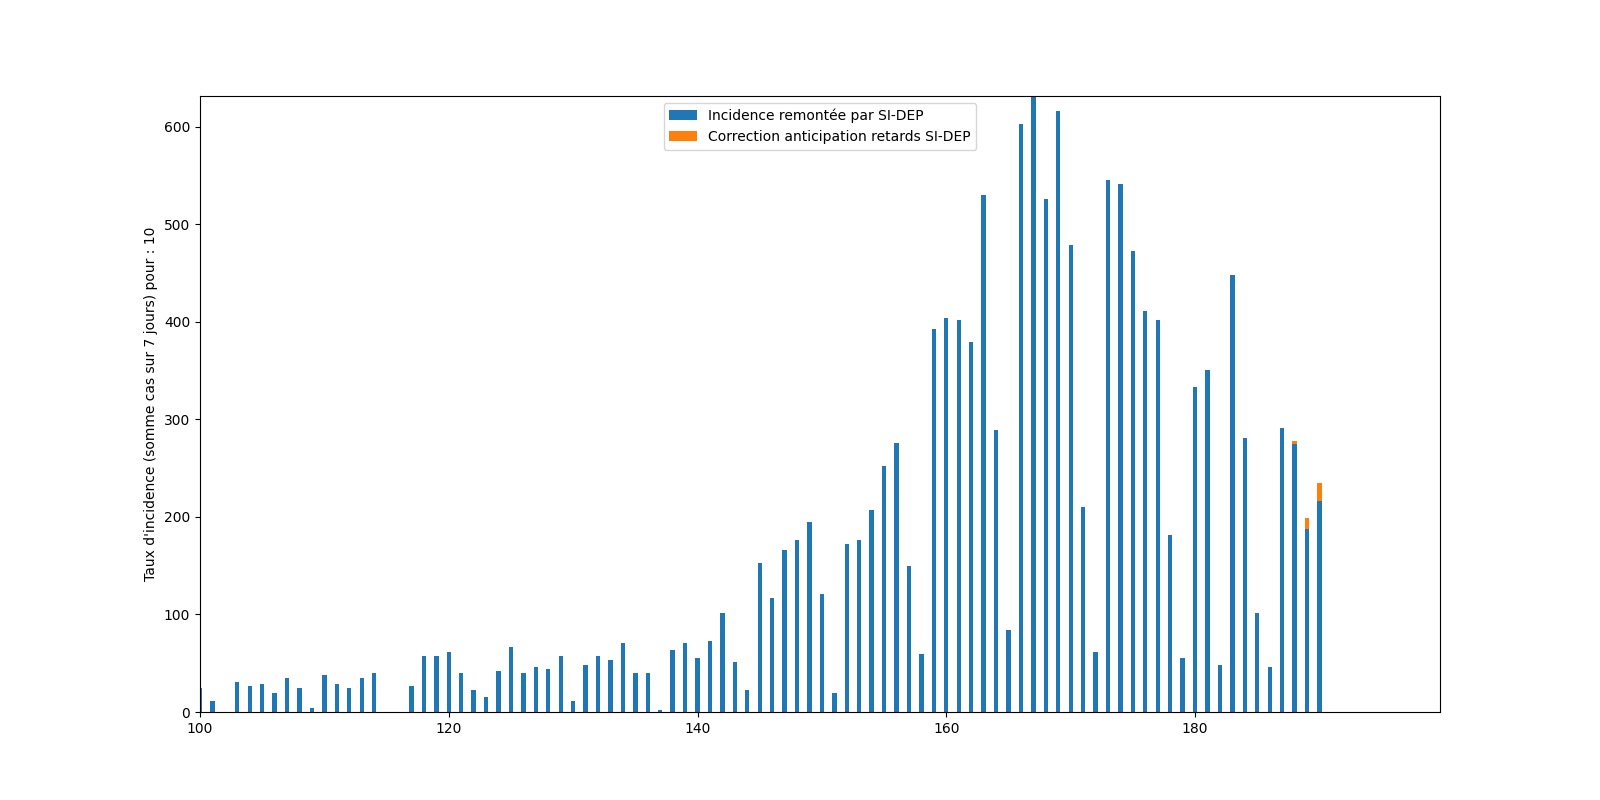 Incidence remontée par SI-DEP
Correction anticipation retards SI-DEP
Taux d'incidence (somme cas sur 7 jours) pour : 10
600
500
400
300
200
100
0
100 120 140 160 180